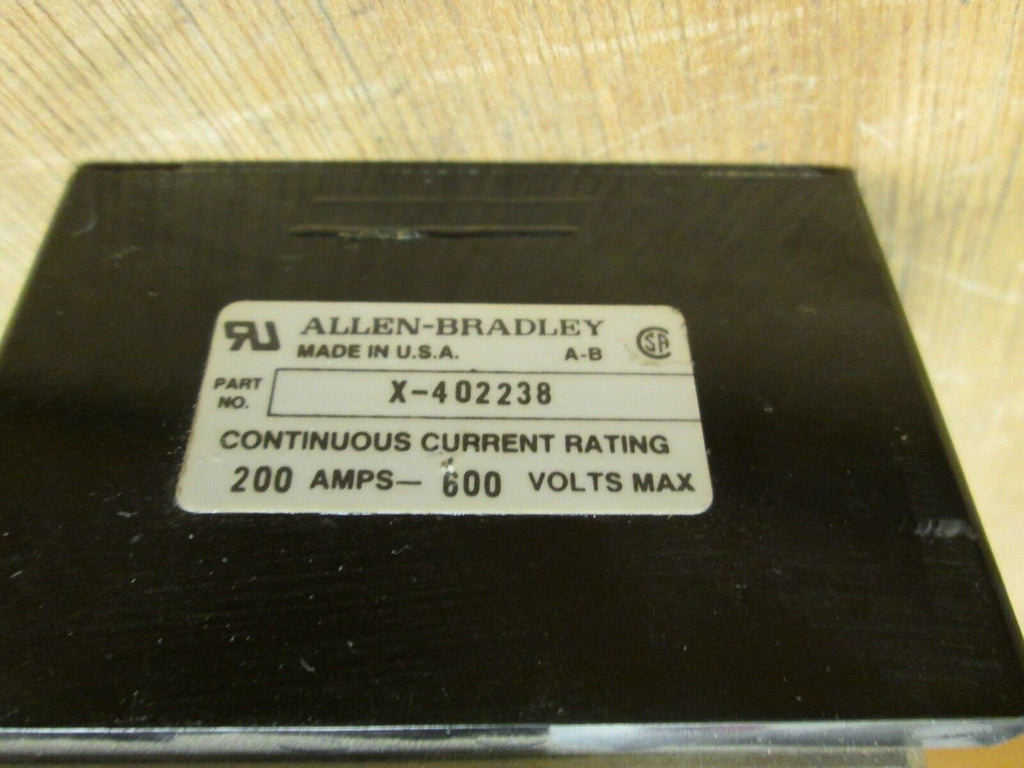 ALLEN-BRADLEY
MADE IN U.S.A. A-B
PART NO. X-402238
CONTINUOUS CURRENT RATING
200 AMPS— 600 VOLTS MAX